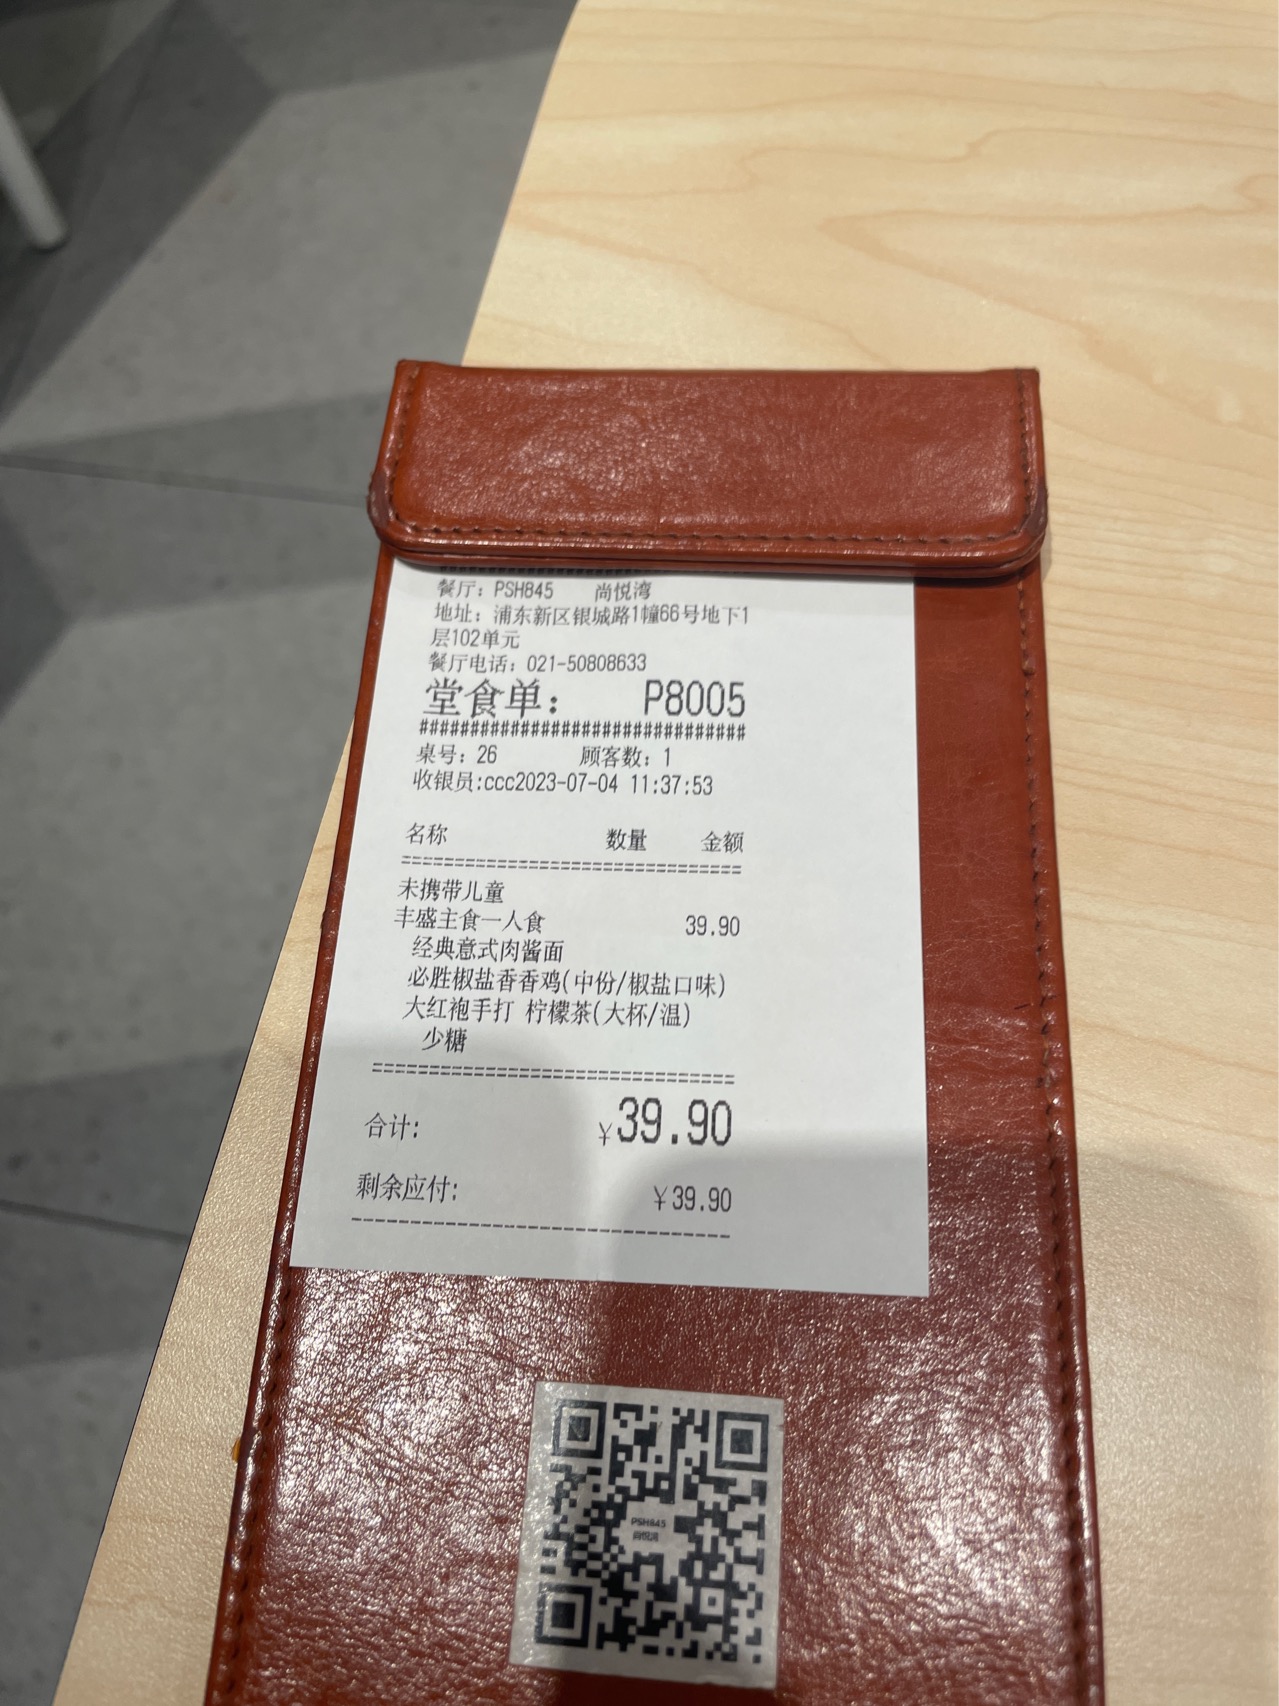 餐厅：PSH845 尚悦湾
地址：浦东新区银城路1幢66号地下1
层102单元
餐厅电话：021-50808633
堂食单： P8005
################################
桌号：26 顾客数：1
收银员:ccc2023-07-04 11:37:53
名称 数量 金额
未携带儿童
丰盛主食一人食 39.90
经典意式肉酱面
必胜椒盐香香鸡(中份/椒盐口味)
大红袍手打 柠檬茶(大杯/温)
少糖
合计: ￥39.90
剩余应付: ￥39.90
PSH845
尚悦湾